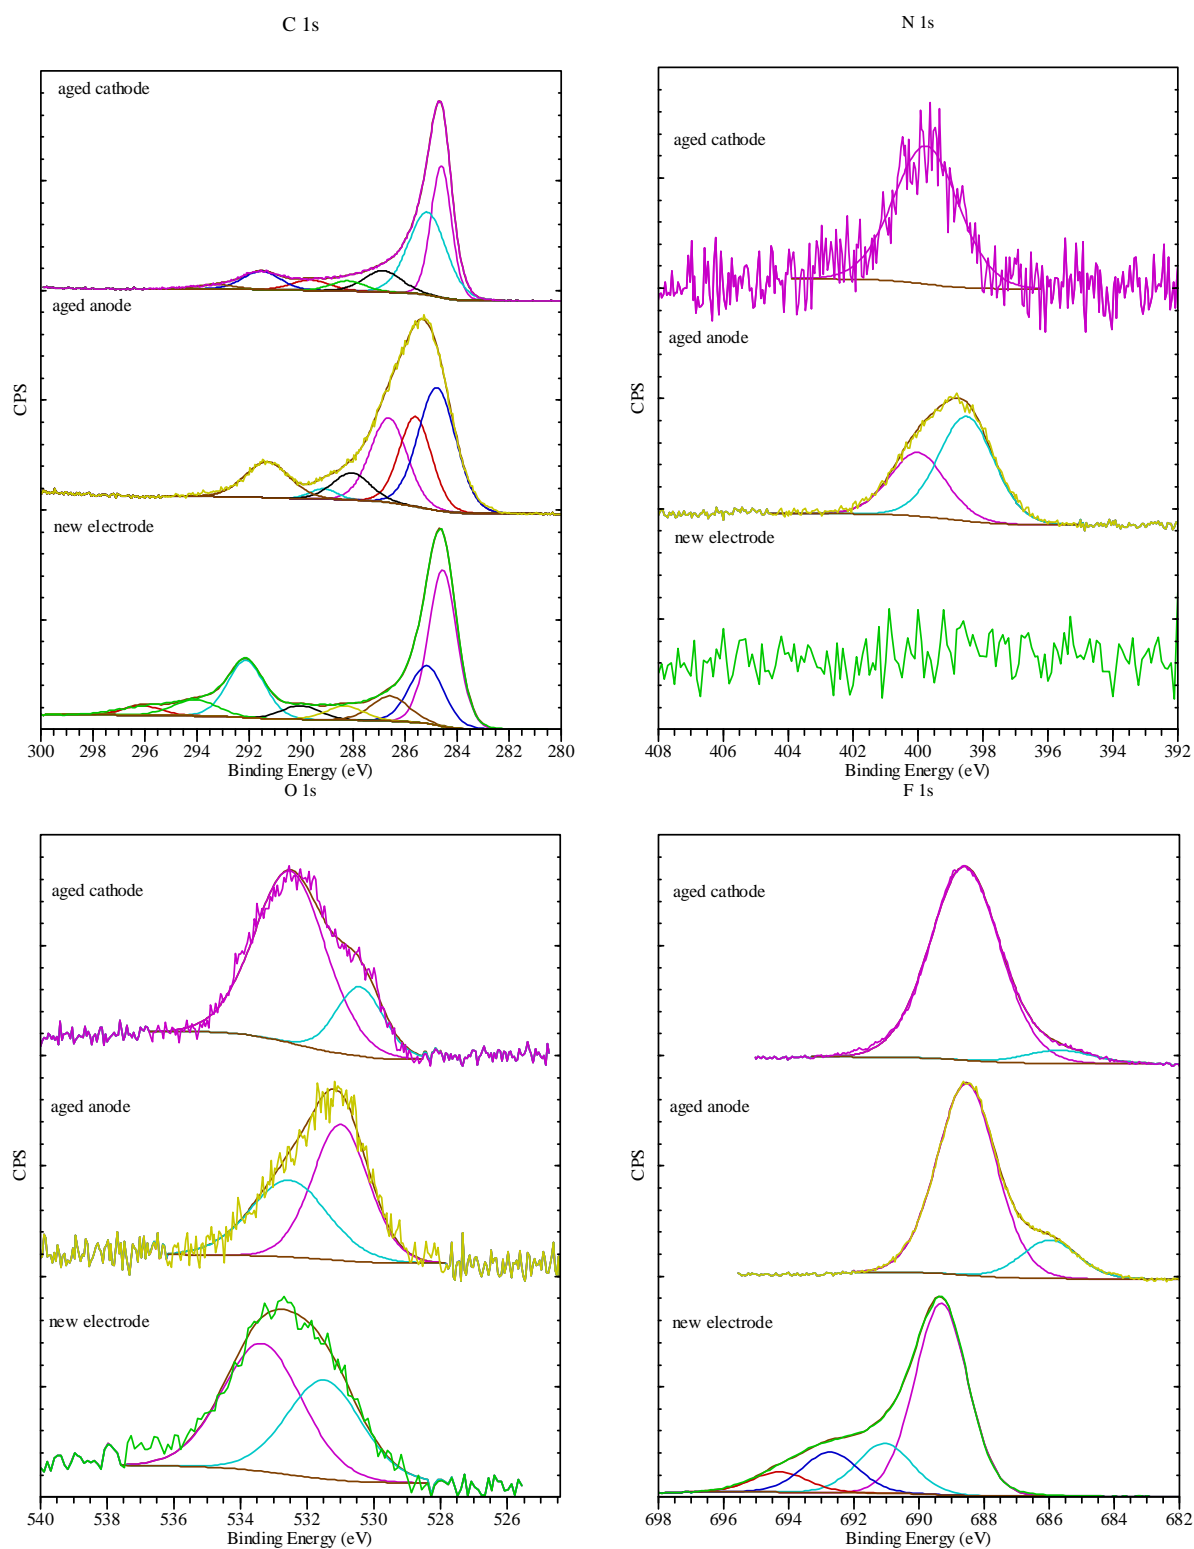 C 1s
aged cathode
aged anode
new electrode
CPS
300 298 296 294 292 290 288 286 284 282 280
Binding Energy (eV)
N 1s
aged cathode
aged anode
new electrode
CPS
408 406 404 402 400 398 396 394 392
Binding Energy (eV)
O 1s
aged cathode
aged anode
new electrode
CPS
540 538 536 534 532 530 528 526
Binding Energy (eV)
F 1s
aged cathode
aged anode
new electrode
CPS
698 696 694 692 690 688 686 684 682
Binding Energy (eV)